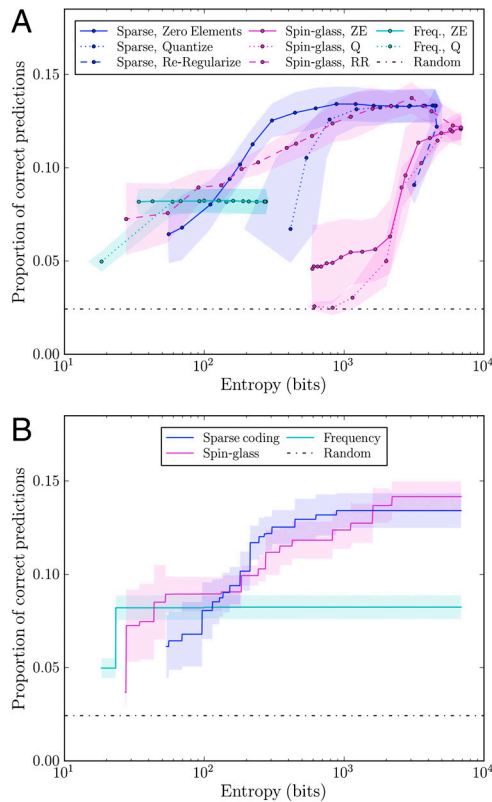 A
Sparse, Zero Elements
Sparse, Quantize
Sparse, Re-Regularize
Spin-glass, ZE
Spin-glass, Q
Spin-glass, RR
Freq., ZE
Freq., Q
Random
Proportion of correct predictions
0.15
0.10
0.05
0.00
10^1
10^2
10^3
10^4
Entropy (bits)
B
Sparse coding
Spin-glass
Frequency
Random
Proportion of correct predictions
0.15
0.10
0.05
0.00
10^1
10^2
10^3
10^4
Entropy (bits)